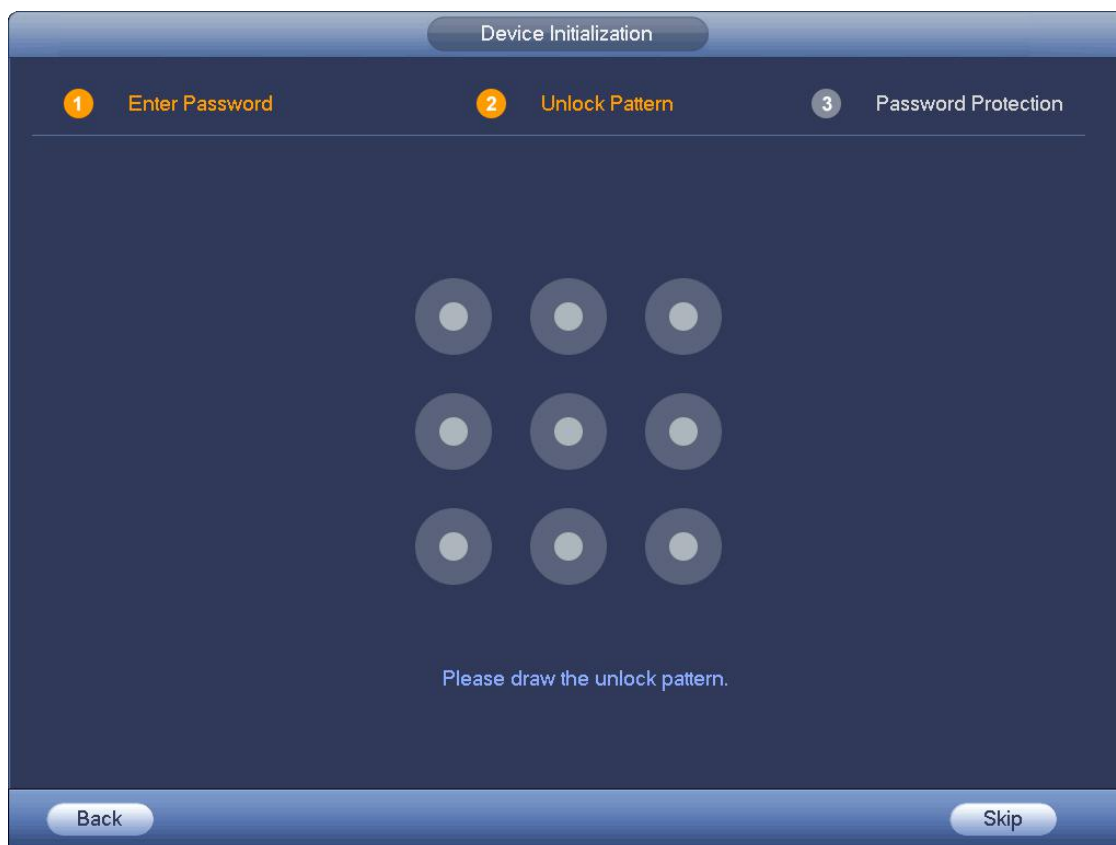 Device Initialization
1 Enter Password 2 Unlock Pattern 3 Password Protection
Please draw the unlock pattern.
Back Skip